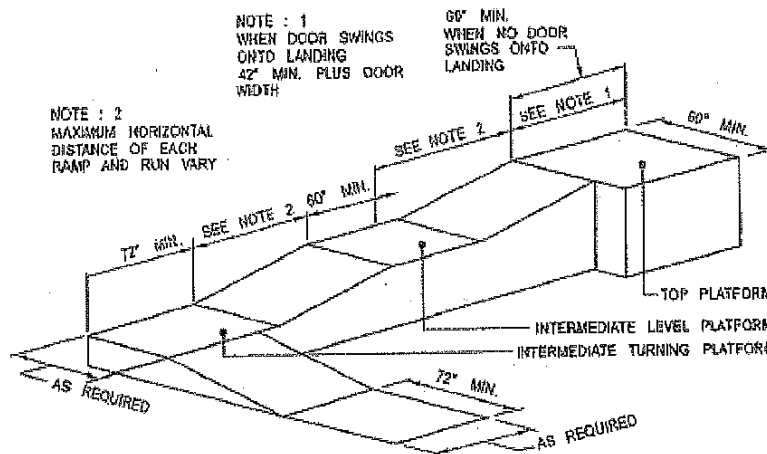 NOTE : 1
WHEN DOOR SWINGS
ONTO LANDING
42" MIN. PLUS DOOR
WIDTH
60" MIN.
WHEN NO DOOR
SWINGS ONTO
LANDING
NOTE : 2
MAXIMUM HORIZONTAL
DISTANCE OF EACH
RAMP AND RUN VARY
SEE NOTE 1
60" MIN.
SEE NOTE 2
60" MIN.
SEE NOTE 2
72" MIN.
TOP PLATFORM
INTERMEDIATE LEVEL PLATFORM
INTERMEDIATE TURNING PLATFORM
AS REQUIRED
72" MIN.
AS REQUIRED